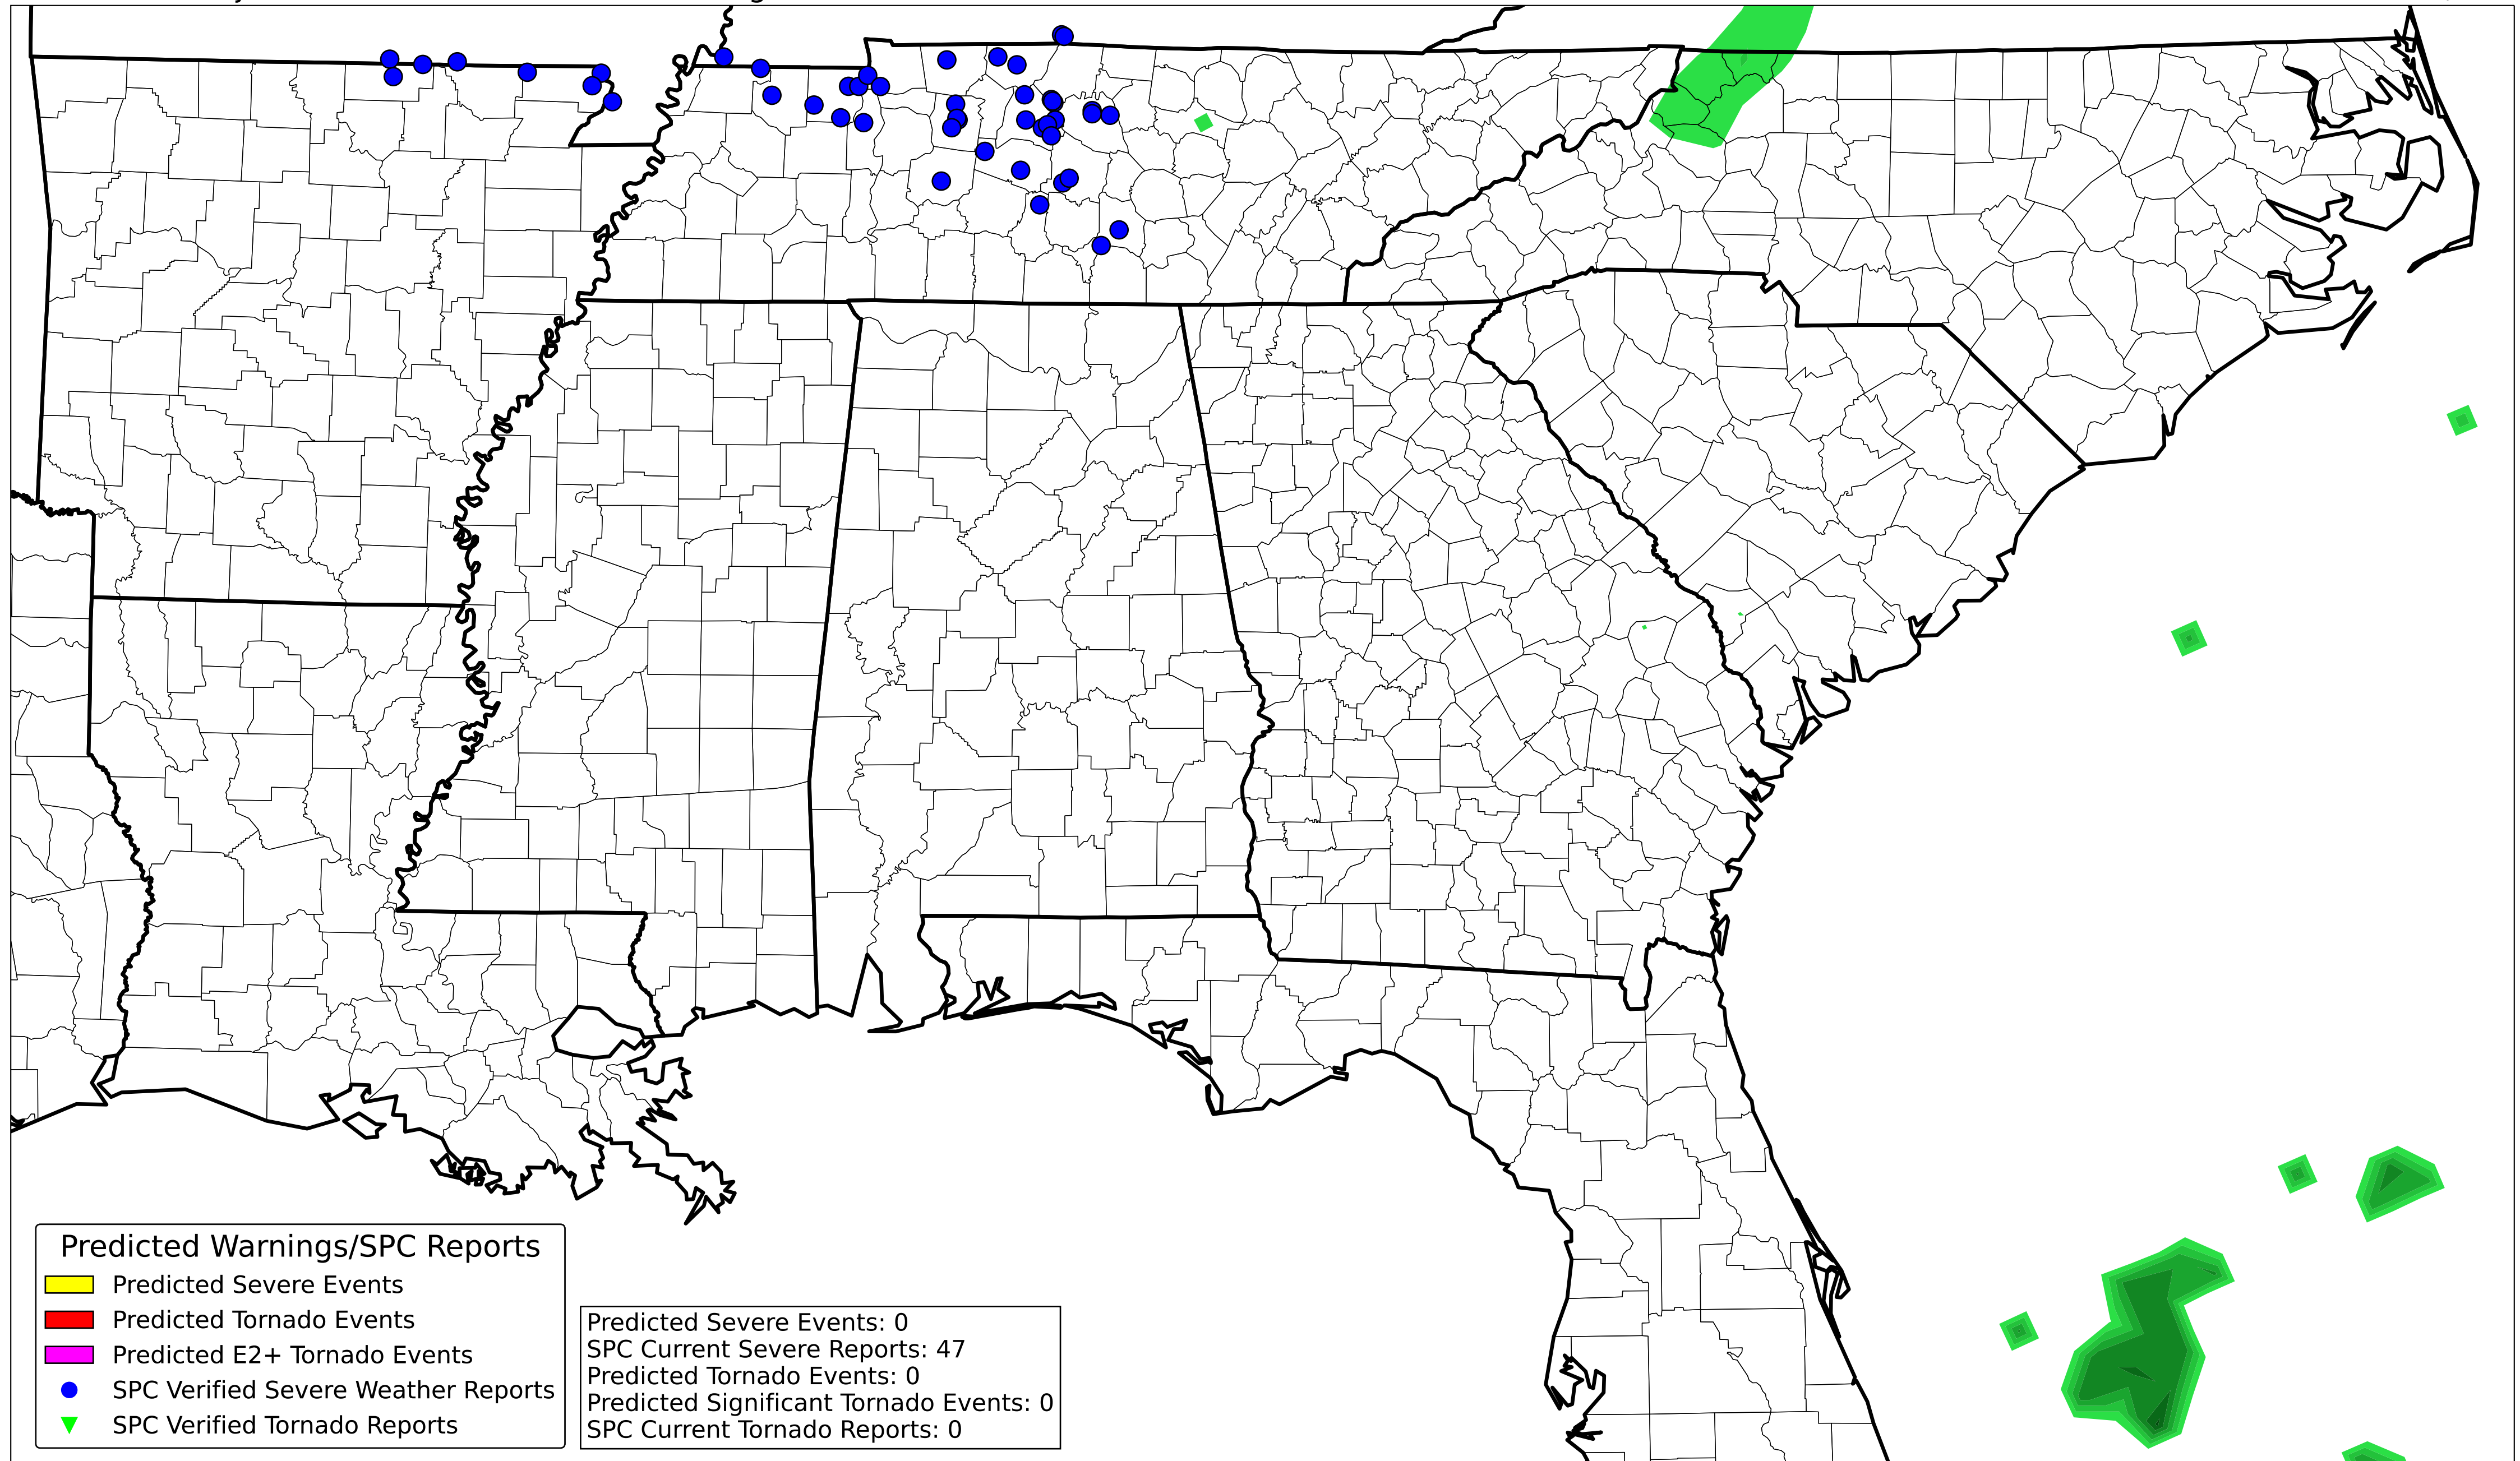 Predicted Warnings/SPC Reports
Predicted Severe Events
Predicted Tornado Events
Predicted E2+ Tornado Events
SPC Verified Severe Weather Reports
SPC Verified Tornado Reports
Predicted Severe Events: 0
SPC Current Severe Reports: 47
Predicted Tornado Events: 0
Predicted Significant Tornado Events: 0
SPC Current Tornado Reports: 0